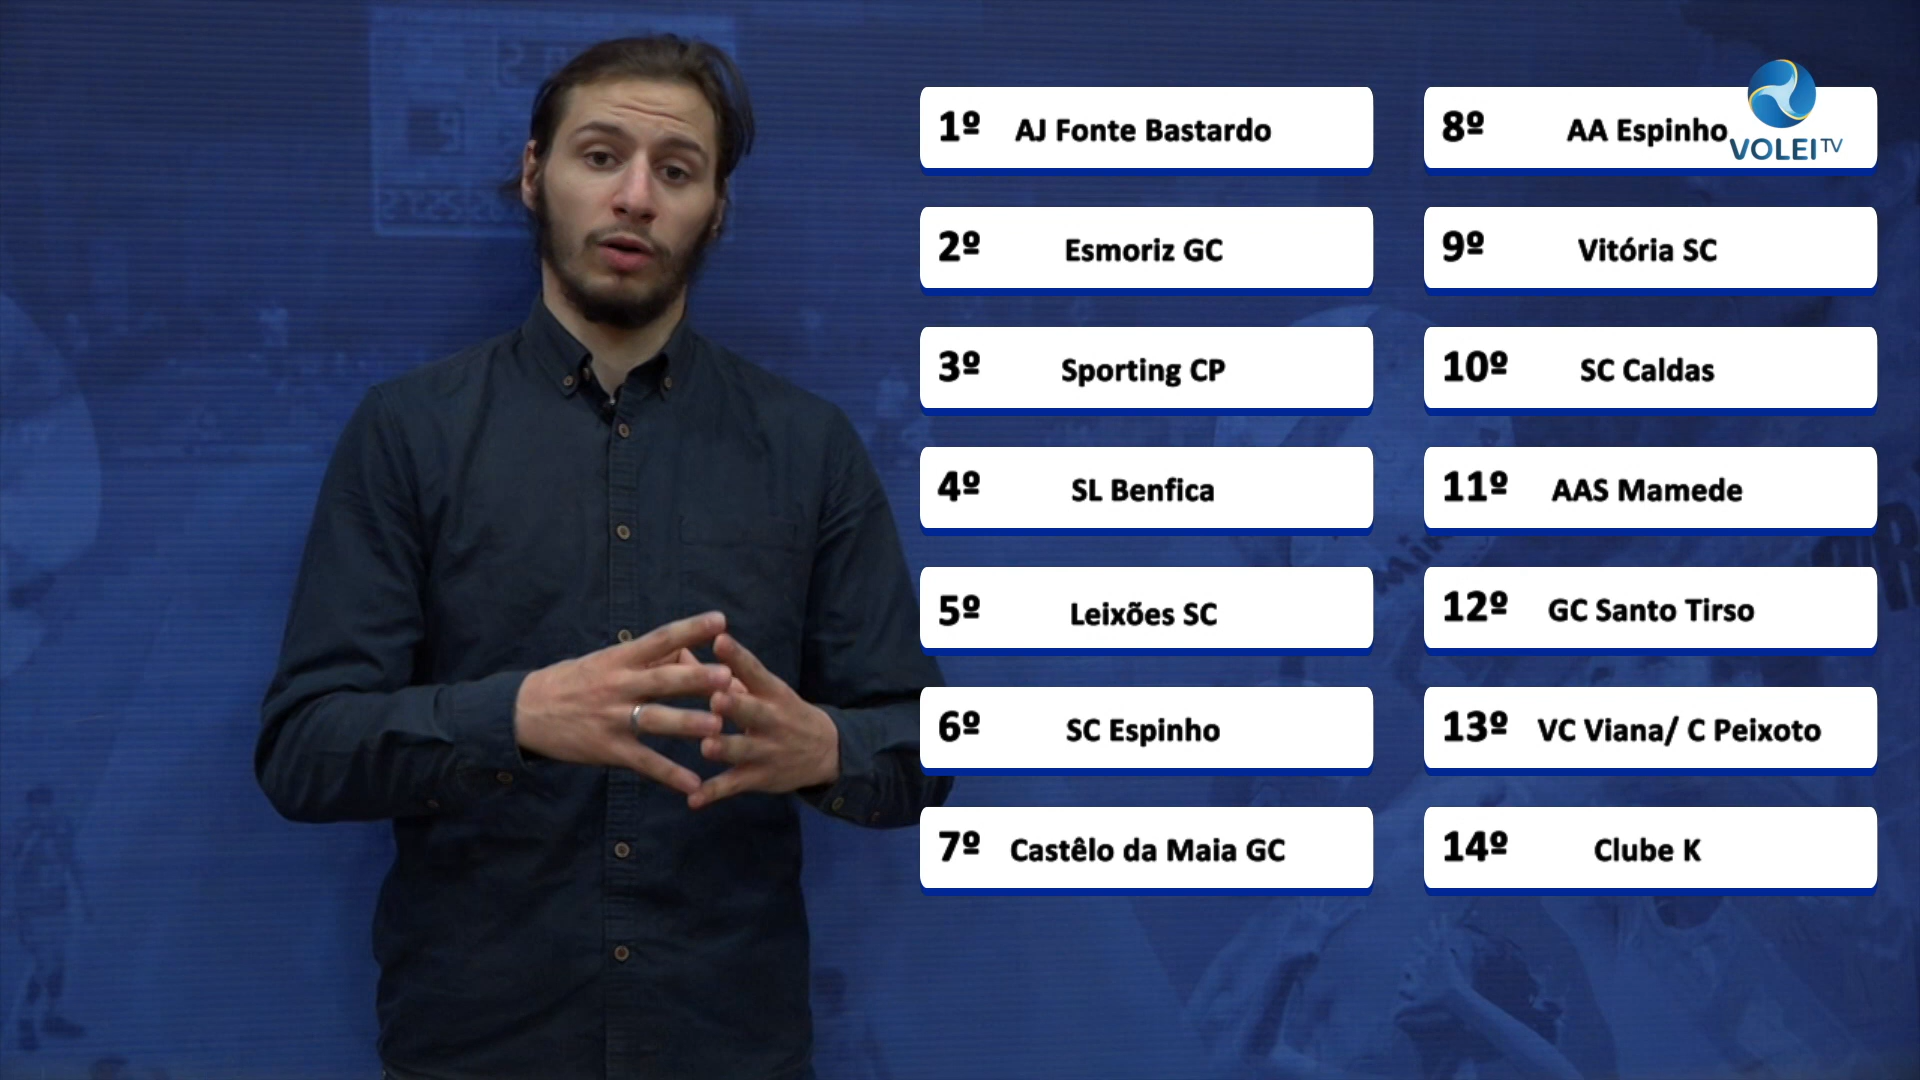 1º AJ Fonte Bastardo
2º Esmoriz GC
3º Sporting CP
4º SL Benfica
5º Leixões SC
6º SC Espinho
7º Castêlo da Maia GC
8º AA Espinho
VOLEI TV
9º Vitória SC
10º SC Caldas
11º AAS Mamede
12º GC Santo Tirso
13º VC Viana/ C Peixoto
14º Clube K